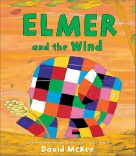 ELMER
and the Wind
David McKee